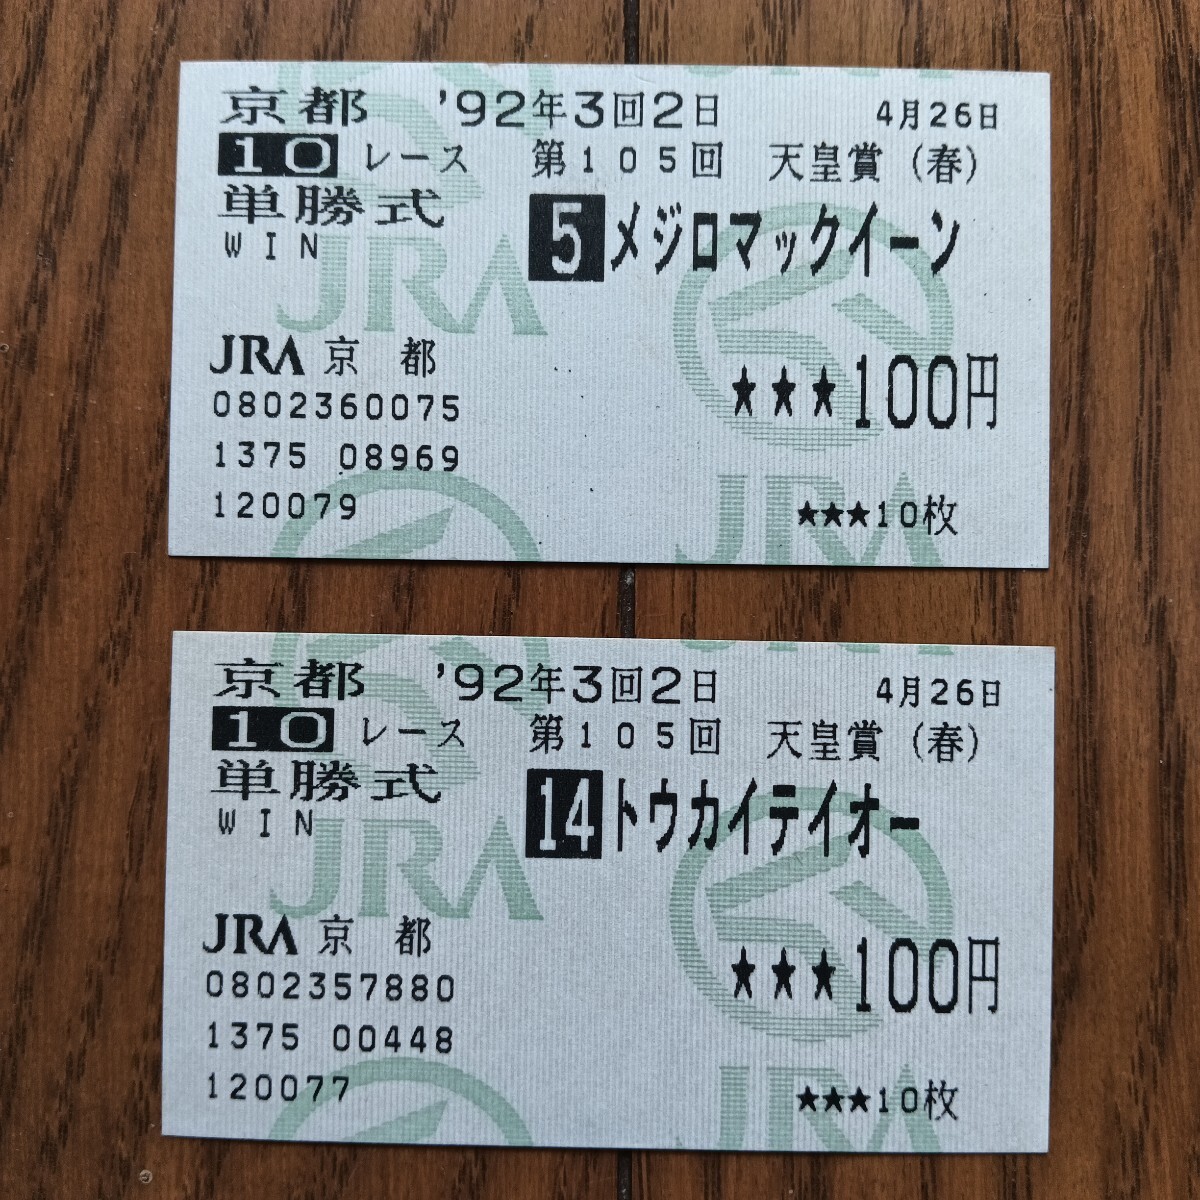 京都 '92年3回2日 4月26日
10 レース 第105回 天皇賞(春)
単勝式
WIN
5 メジロマックイーン
JRA
JRA 京 都
★★★100円
0802360075
1375 08969
120079
★★★10枚
JRA
京都 '92年3回2日 4月26日
10 レース 第105回 天皇賞(春)
単勝式
WIN
14 トウカイテイオー
JRA
JRA 京 都
★★★100円
0802357880
1375 00448
120077
★★★10枚
JRA